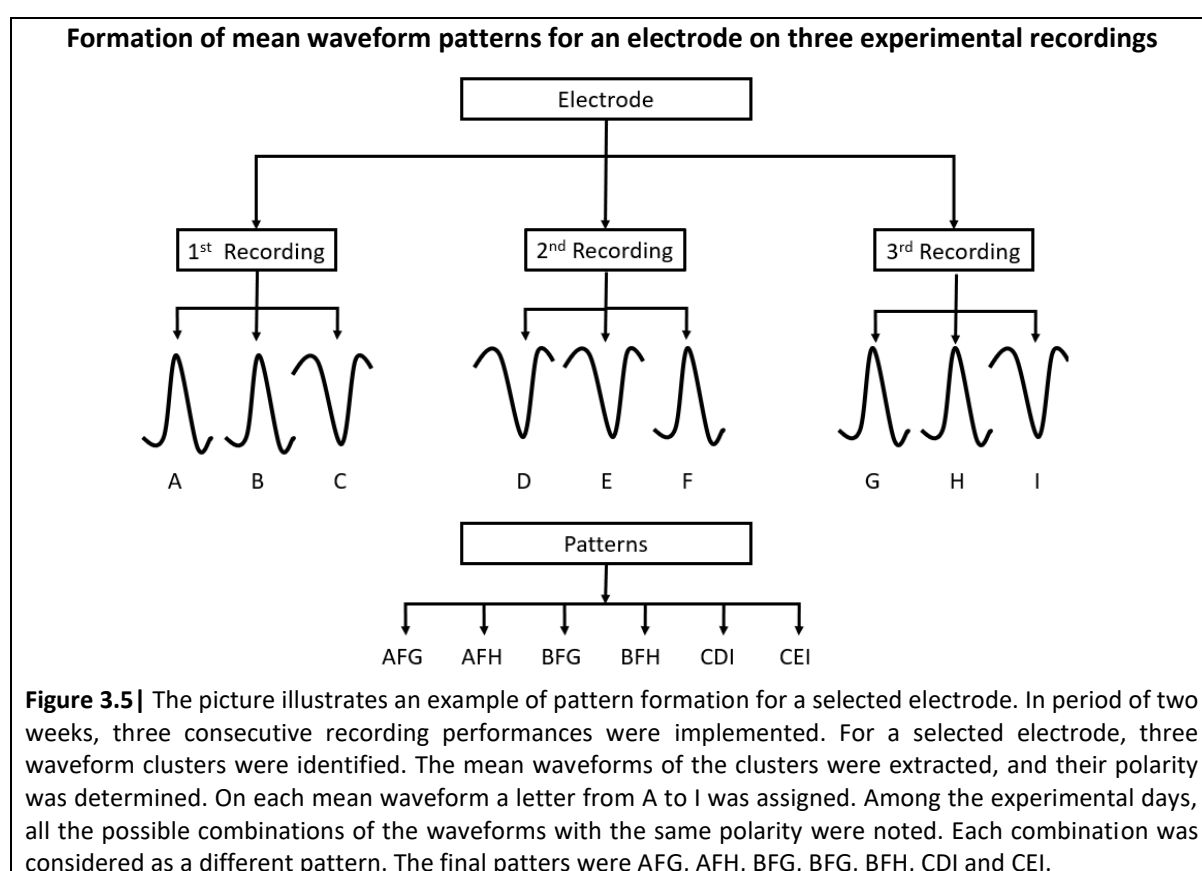 Formation of mean waveform patterns for an electrode on three experimental recordings
Electrode
1st Recording
2nd Recording
3rd Recording
A B C D E F G H I
Patterns
AFG AFH BFG BFH CDI CEI
Figure 3.5| The picture illustrates an example of pattern formation for a selected electrode. In period of two
weeks, three consecutive recording performances were implemented. For a selected electrode, three
waveform clusters were identified. The mean waveforms of the clusters were extracted, and their polarity
was determined. On each mean waveform a letter from A to I was assigned. Among the experimental days,
all the possible combinations of the waveforms with the same polarity were noted. Each combination was
considered as a different pattern. The final patters were AFG, AFH, BFG, BFG, BFH, CDI and CEI.